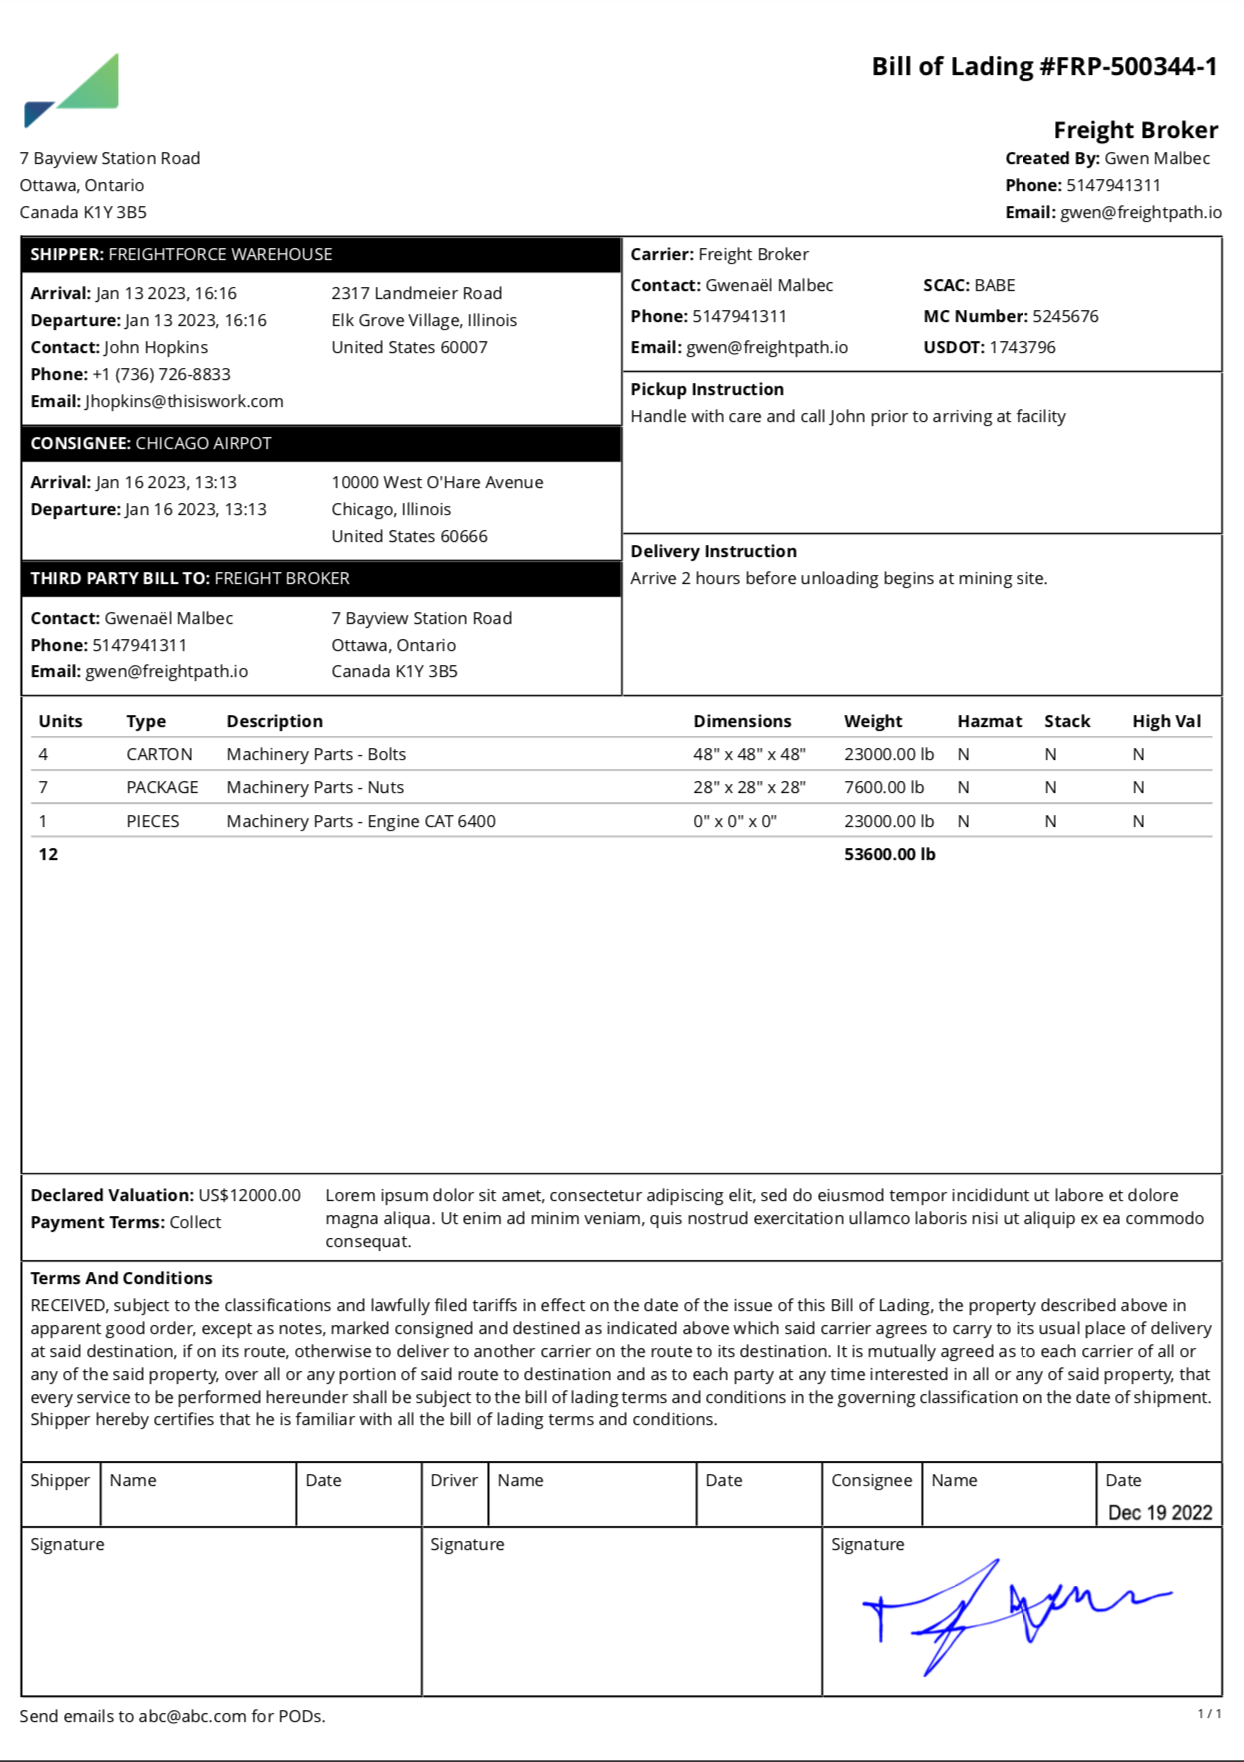 Bill of Lading #FRP-500344-1
Freight Broker
7 Bayview Station Road
Ottawa, Ontario
Canada K1Y 3B5
Created By: Gwen Malbec
Phone: 5147941311
Email: gwen@freightpath.io
SHIPPER: FREIGHTFORCE WAREHOUSE
Arrival: Jan 13 2023, 16:16
Departure: Jan 13 2023, 16:16
Contact: John Hopkins
Phone: +1 (736) 726-8833
Email: Jhopkins@thisiswork.com
2317 Landmeier Road
Elk Grove Village, Illinois
United States 60007
CONSIGNEE: CHICAGO AIRPOT
Arrival: Jan 16 2023, 13:13
Departure: Jan 16 2023, 13:13
10000 West O'Hare Avenue
Chicago, Illinois
United States 60666
THIRD PARTY BILL TO: FREIGHT BROKER
Contact: Gwenaël Malbec
Phone: 5147941311
Email: gwen@freightpath.io
7 Bayview Station Road
Ottawa, Ontario
Canada K1Y 3B5
Carrier: Freight Broker
Contact: Gwenaël Malbec
Phone: 5147941311
Email: gwen@freightpath.io
SCAC: BABE
MC Number: 5245676
USDOT: 1743796
Pickup Instruction
Handle with care and call John prior to arriving at facility
Delivery Instruction
Arrive 2 hours before unloading begins at mining site.
Units Type Description Dimensions Weight Hazmat Stack High Val
4 CARTON Machinery Parts - Bolts 48" x 48" x 48" 23000.00 lb N N N
7 PACKAGE Machinery Parts - Nuts 28" x 28" x 28" 7600.00 lb N N N
1 PIECES Machinery Parts - Engine CAT 6400 0" x 0" x 0" 23000.00 lb N N N
12 53600.00 lb
Declared Valuation: US$12000.00
Payment Terms: Collect
Lorem ipsum dolor sit amet, consectetur adipiscing elit, sed do eiusmod tempor incididunt ut labore et dolore
magna aliqua. Ut enim ad minim veniam, quis nostrud exercitation ullamco laboris nisi ut aliquip ex ea commodo
consequat.
Terms And Conditions
RECEIVED, subject to the classifications and lawfully filed tariffs in effect on the date of the issue of this Bill of Lading, the property described above in
apparent good order, except as notes, marked consigned and destined as indicated above which said carrier agrees to carry to its usual place of delivery
at said destination, if on its route, otherwise to deliver to another carrier on the route to its destination. It is mutually agreed as to each carrier of all or
any of the said property, over all or any portion of said route to destination and as to each party at any time interested in all or any of said property, that
every service to be performed hereunder shall be subject to the bill of lading terms and conditions in the governing classification on the date of shipment.
Shipper hereby certifies that he is familiar with all the bill of lading terms and conditions.
Shipper Name Date Driver Name Date Consignee Name Date
Dec 19 2022
Signature Signature Signature
Send emails to abc@abc.com for PODs.
1 / 1